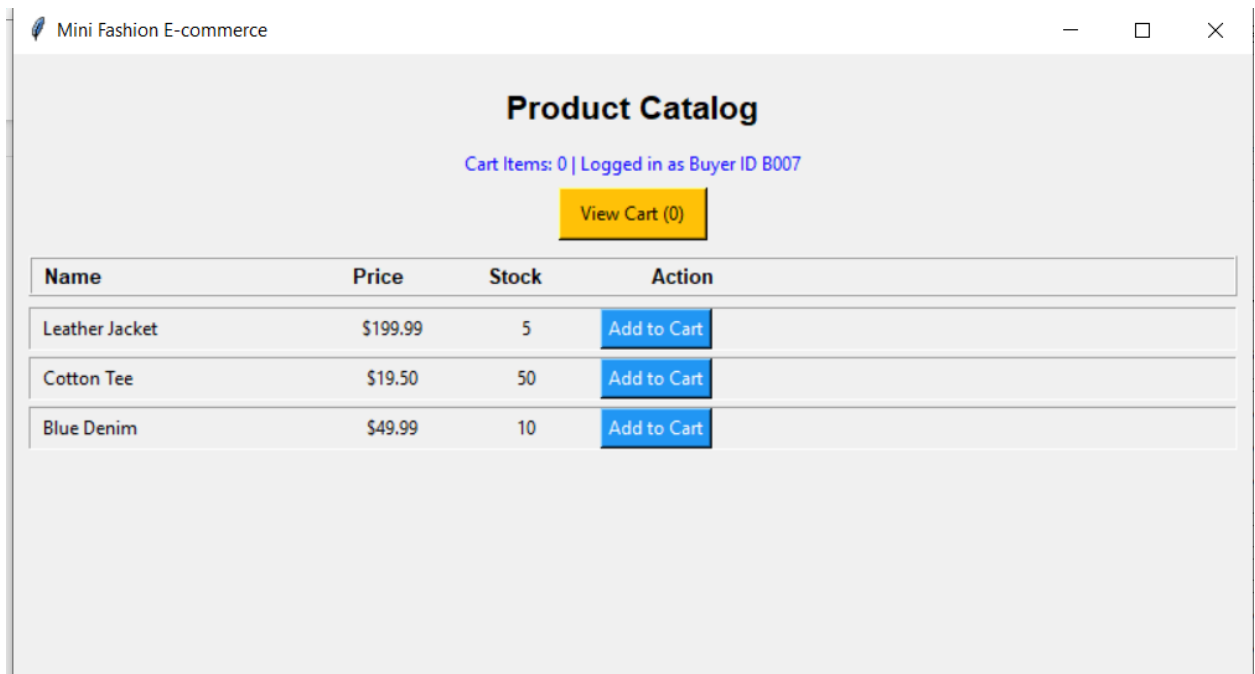 Mini Fashion E-commerce
Product Catalog
Cart Items: 0 | Logged in as Buyer ID B007
View Cart (0)
Name Price Stock Action
Leather Jacket $199.99 5 Add to Cart
Cotton Tee $19.50 50 Add to Cart
Blue Denim $49.99 10 Add to Cart